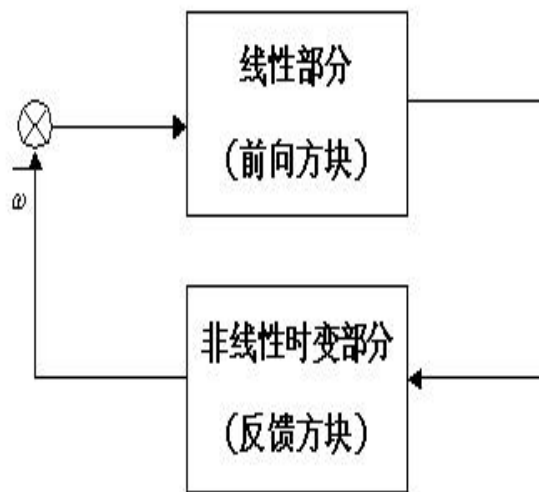 线性部分
(前向方块)
ω
非线性时变部分
(反馈方块)